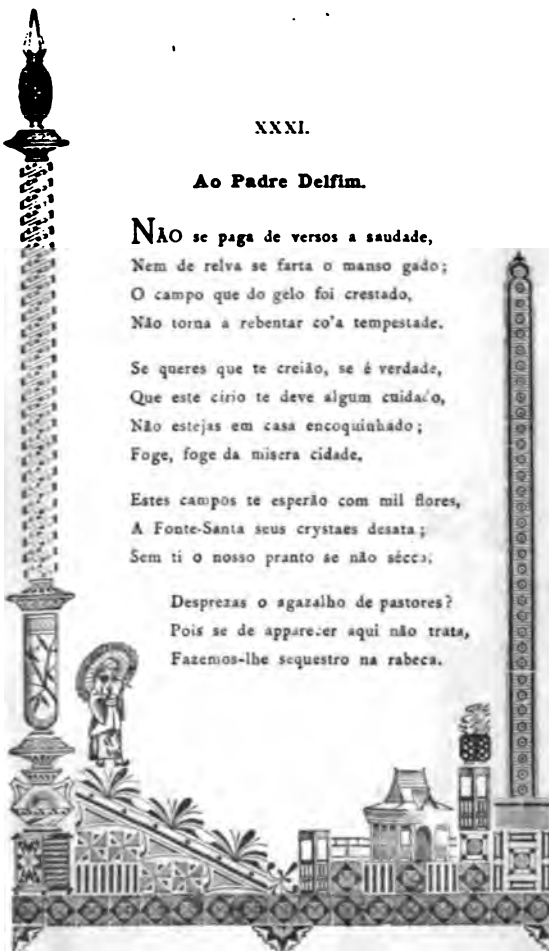 XXXI.
Ao Padre Delfim.
NÃO se paga de versos a saudade,
Nem de relva se farta o manso gado;
O campo que do gelo foi crestado,
Não torna a rebentar co'a tempestade.
Se queres que te creião, se é verdade,
Que este cirio te deve algum cuidado,
Não estejas em casa encoquinhado;
Foge, foge da misera cidade.
Estes campos te esperão com mil flores,
A Fonte-Santa seus crystaes desata;
Sem ti o nosso pranto se não sécca.
Desprezas o agazalho de pastores?
Pois se de apparecer aqui não trata,
Fazemos-lhe sequestro na rabeca.